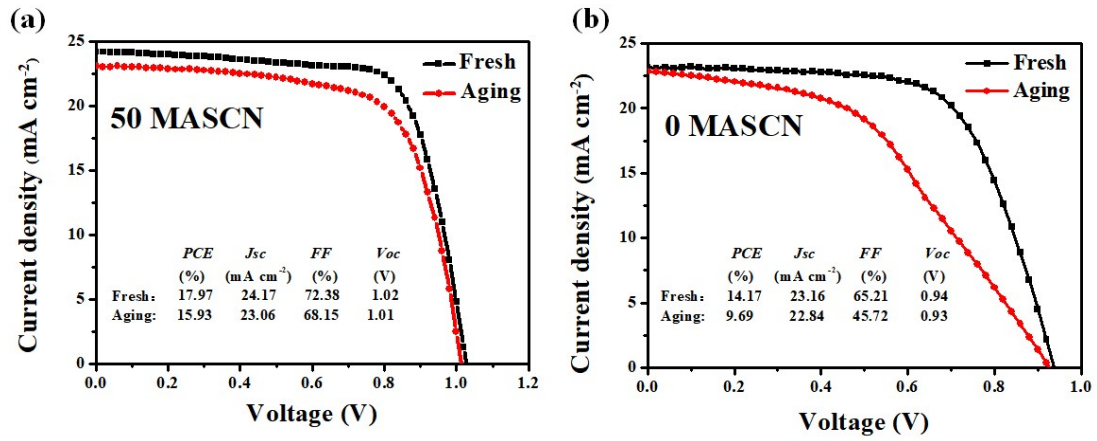 (a)
25
20
15
10
5
0
Current density (mA cm-2)
Fresh
Aging
50 MASCN
PCE Jsc FF Voc
(%) (mA cm-2) (%) (V)
Fresh: 17.97 24.17 72.38 1.02
Aging: 15.93 23.06 68.15 1.01
0.0 0.2 0.4 0.6 0.8 1.0 1.2
Voltage (V)
(b)
25
20
15
10
5
0
Current density (mA cm-2)
Fresh
Aging
0 MASCN
PCE Jsc FF Voc
(%) (mA cm-2) (%) (V)
Fresh: 14.17 23.16 65.21 0.94
Aging: 9.69 22.84 45.72 0.93
0.0 0.2 0.4 0.6 0.8 1.0
Voltage (V)